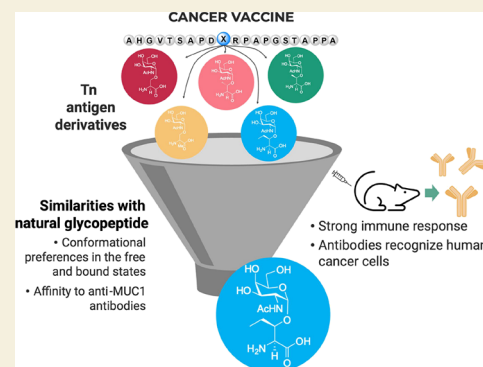 CANCER VACCINE
A H G V T S A P D X R P A P G S T A P P A
Tn
antigen
derivatives
Similarities with
natural glycopeptide
• Conformational
preferences in the free
and bound states
• Affinity to anti-MUC1
antibodies
• Strong immune response
• Antibodies recognize human
cancer cells
HO OH
HO
AcHN
O
O
OH
H₂N
O